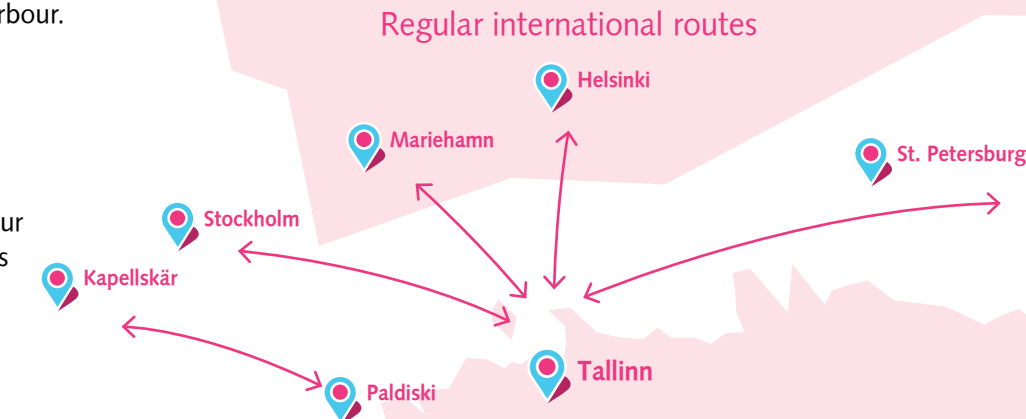 rbour.
Regular international routes
Helsinki
Mariehamn
St. Petersburg
Stockholm
ur
s
Kapellskär
Tallinn
Paldiski